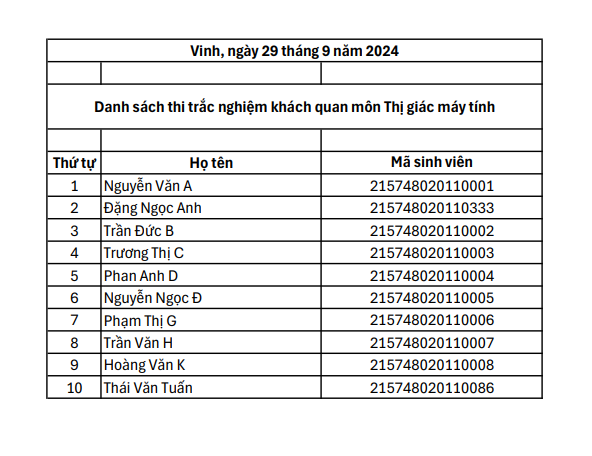 Vinh, ngày 29 tháng 9 năm 2024
Danh sách thi trắc nghiệm khách quan môn Thị giác máy tính
Thứ tự Họ tên Mã sinh viên
1 Nguyễn Văn A 215748020110001
2 Đặng Ngọc Anh 215748020110333
3 Trần Đức B 215748020110002
4 Trương Thị C 215748020110003
5 Phan Anh D 215748020110004
6 Nguyễn Ngọc Đ 215748020110005
7 Phạm Thị G 215748020110006
8 Trần Văn H 215748020110007
9 Hoàng Văn K 215748020110008
10 Thái Văn Tuấn 215748020110086